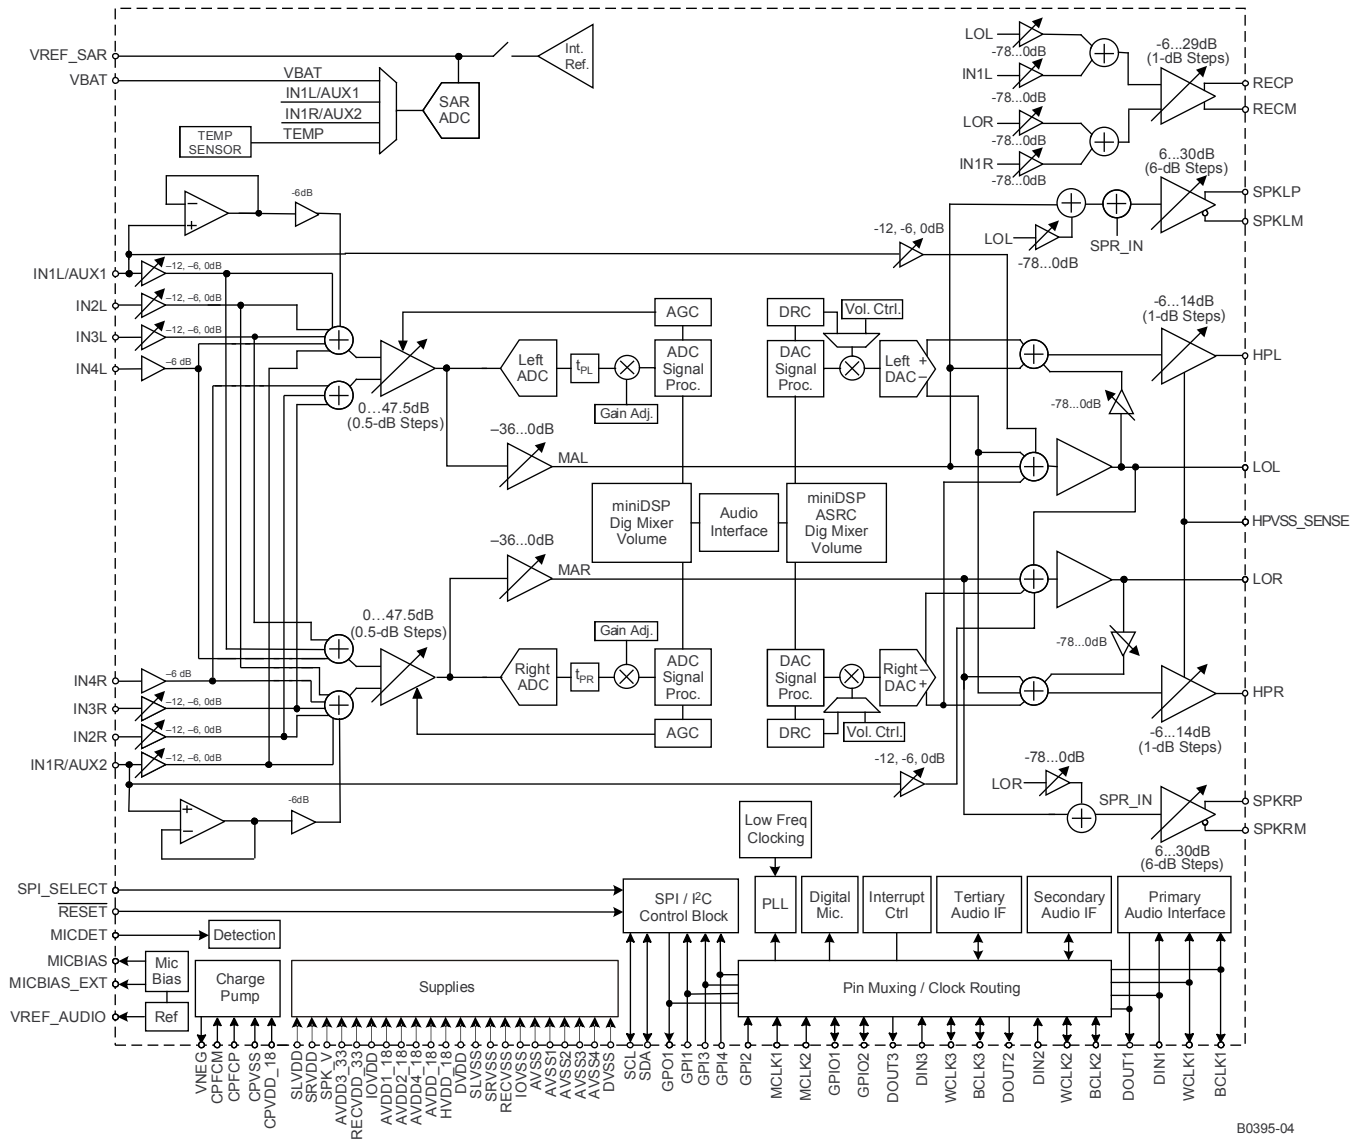 VREF_SAR
VBAT
VBAT
IN1L/AUX1
IN1R/AUX2
TEMP
TEMP
SENSOR
SAR
ADC
Int.
Ref.
LOL
-78...0dB
IN1L
-78...0dB
LOR
-78...0dB
IN1R
-78...0dB
-6...29dB
(1-dB Steps)
RECP
RECM
6...30dB
(6-dB Steps)
SPKLP
SPKLM
LOL
-78...0dB
SPR_IN
-6dB
-12, -6, 0dB
IN1L/AUX1
–12, –6, 0dB
IN2L
–12, –6, 0dB
IN3L
–12, –6, 0dB
IN4L
–6 dB
0...47.5dB
(0.5-dB Steps)
AGC
Left
ADC
tPL
Gain Adj.
ADC
Signal
Proc.
DRC
Vol. Ctrl.
DAC
Signal
Proc.
Left +
DAC –
-6...14dB
(1-dB Steps)
HPL
-78...0dB
–36...0dB
MAL
LOL
miniDSP
Dig Mixer
Volume
Audio
Interface
miniDSP
ASRC
Dig Mixer
Volume
HPVSS_SENSE
–36...0dB
MAR
LOR
0...47.5dB
(0.5-dB Steps)
Gain Adj.
-78...0dB
Right
ADC
tPR
ADC
Signal
Proc.
DAC
Signal
Proc.
Right –
DAC +
IN4R
–6 dB
IN3R
–12, –6, 0dB
IN2R
–12, –6, 0dB
IN1R/AUX2
–12, –6, 0dB
HPR
AGC
DRC
Vol. Ctrl.
-6...14dB
(1-dB Steps)
-12, -6, 0dB
-78...0dB
LOR
SPR_IN
-6dB
SPKRP
SPKRM
6...30dB
(6-dB Steps)
Low Freq
Clocking
SPI_SELECT
RESET
MICDET
Detection
MICBIAS
MICBIAS_EXT
Mic
Bias
VREF_AUDIO
Ref
SPI / I²C
Control Block
PLL
Digital
Mic.
Interrupt
Ctrl
Tertiary
Audio IF
Secondary
Audio IF
Primary
Audio Interface
Charge
Pump
Supplies
Pin Muxing / Clock Routing
VNEG
CPFCM
CPFCP
CPVSS
CPVDD_18
SLVDD
SRVDD
SPK_V
AVDD3_33
RECVDD_33
IOVDD
AVDD1_18
AVDD2_18
AVDD4_18
AVDD_18
HVDD_18
DVDD
SLVSS
SRVSS
RECVSS
IOVSS
AVSS
AVSS1
AVSS2
AVSS3
AVSS4
DVSS
SCL
SDA
GPO1
GPI1
GPI3
GPI4
GPI2
MCLK1
MCLK2
GPIO1
GPIO2
DOUT3
DIN3
WCLK3
BCLK3
DOUT2
DIN2
WCLK2
BCLK2
DOUT1
DIN1
WCLK1
BCLK1
B0395-04